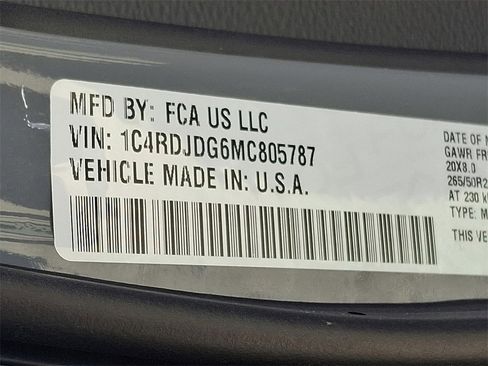 MFD BY: FCA US LLC
VIN: 1C4RDJDG6MC805787
VEHICLE MADE IN: U.S.A.
DATE OF
GAWR FR
20X8.0
265/50R2
AT 230
TYPE: M
THIS VE